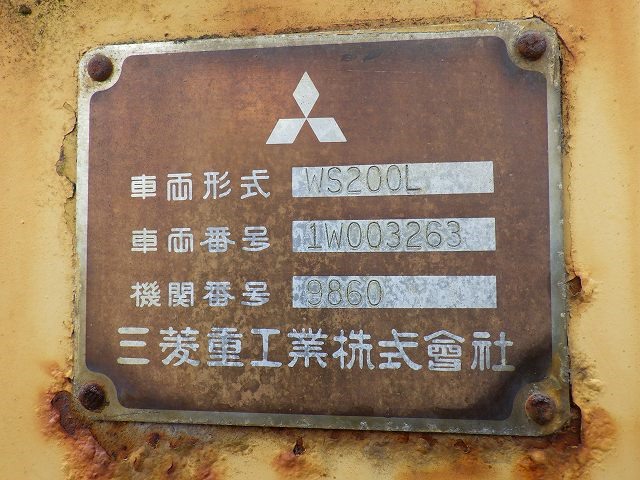 車両形式 WS200L
車両番号 1W003263
機関番号 9860
三菱重工業株式會社